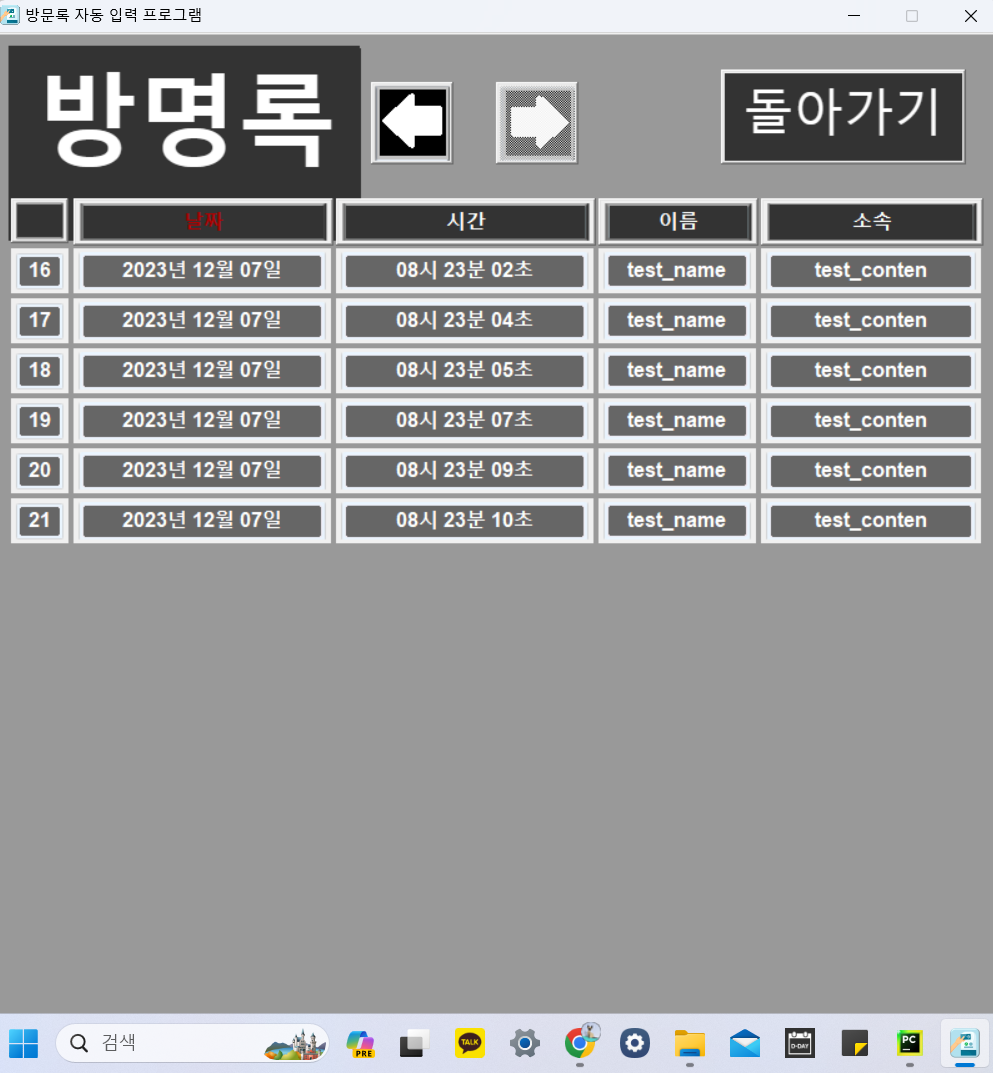 방문록 자동 입력 프로그램
방명록
돌아가기
날짜 시간 이름 소속
16 2023년 12월 07일 08시 23분 02초 test_name test_conten
17 2023년 12월 07일 08시 23분 04초 test_name test_conten
18 2023년 12월 07일 08시 23분 05초 test_name test_conten
19 2023년 12월 07일 08시 23분 07초 test_name test_conten
20 2023년 12월 07일 08시 23분 09초 test_name test_conten
21 2023년 12월 07일 08시 23분 10초 test_name test_conten
검색 PRE TALK D-DAY PC